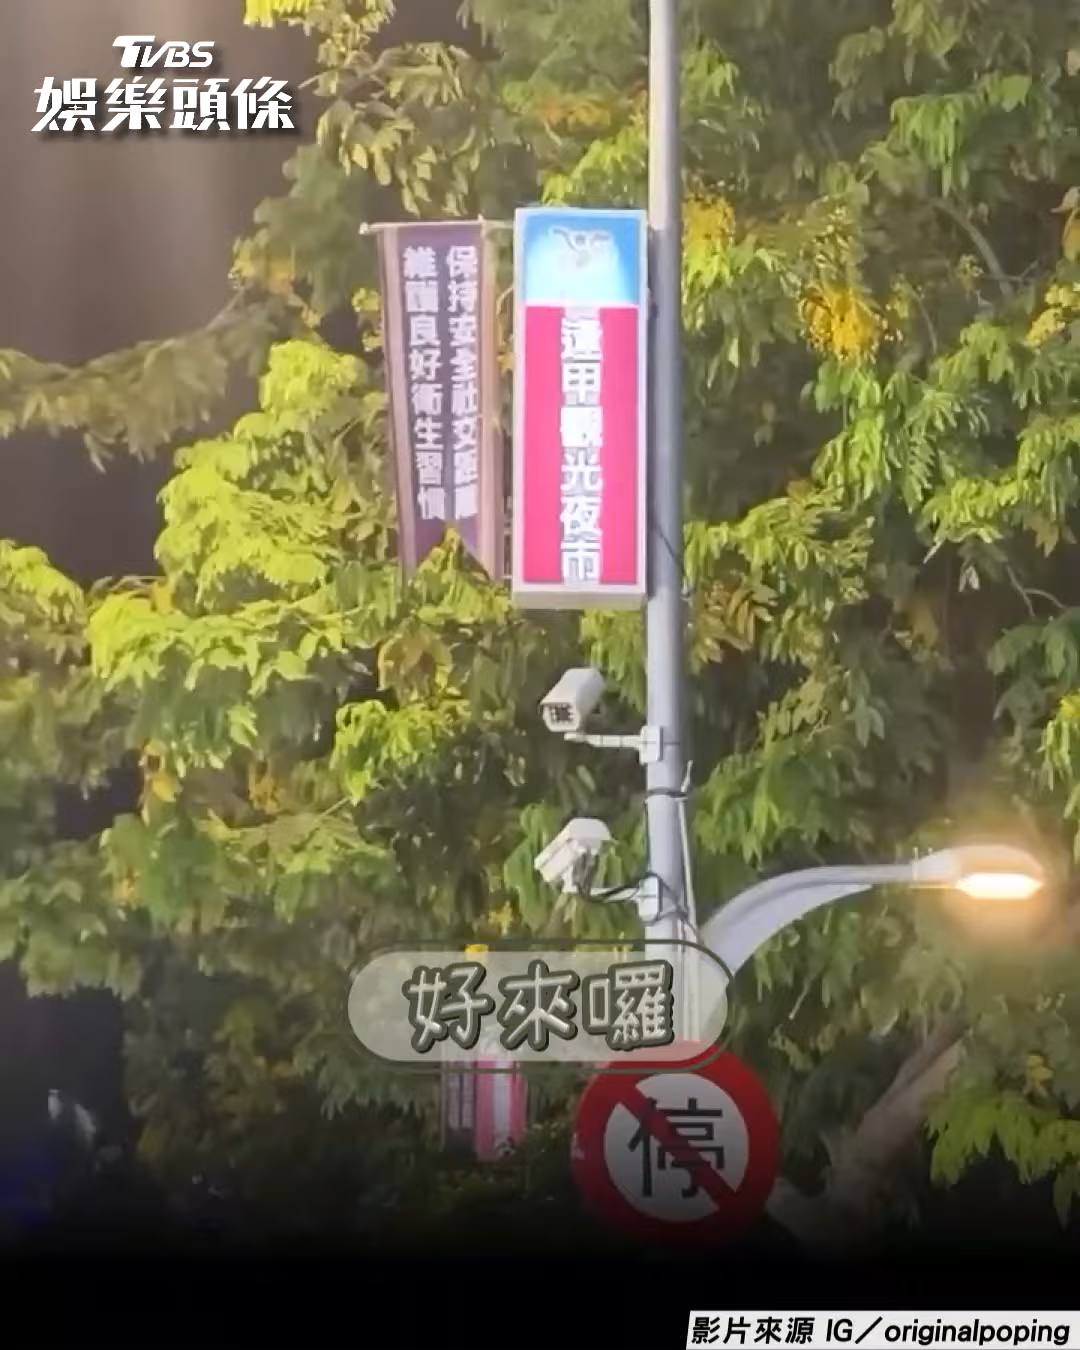 TVBS
娛樂頭條
保持安全社交距離
維護良好衛生習慣
逢甲觀光夜市
好來囉
停
影片來源 IG／originalpoping